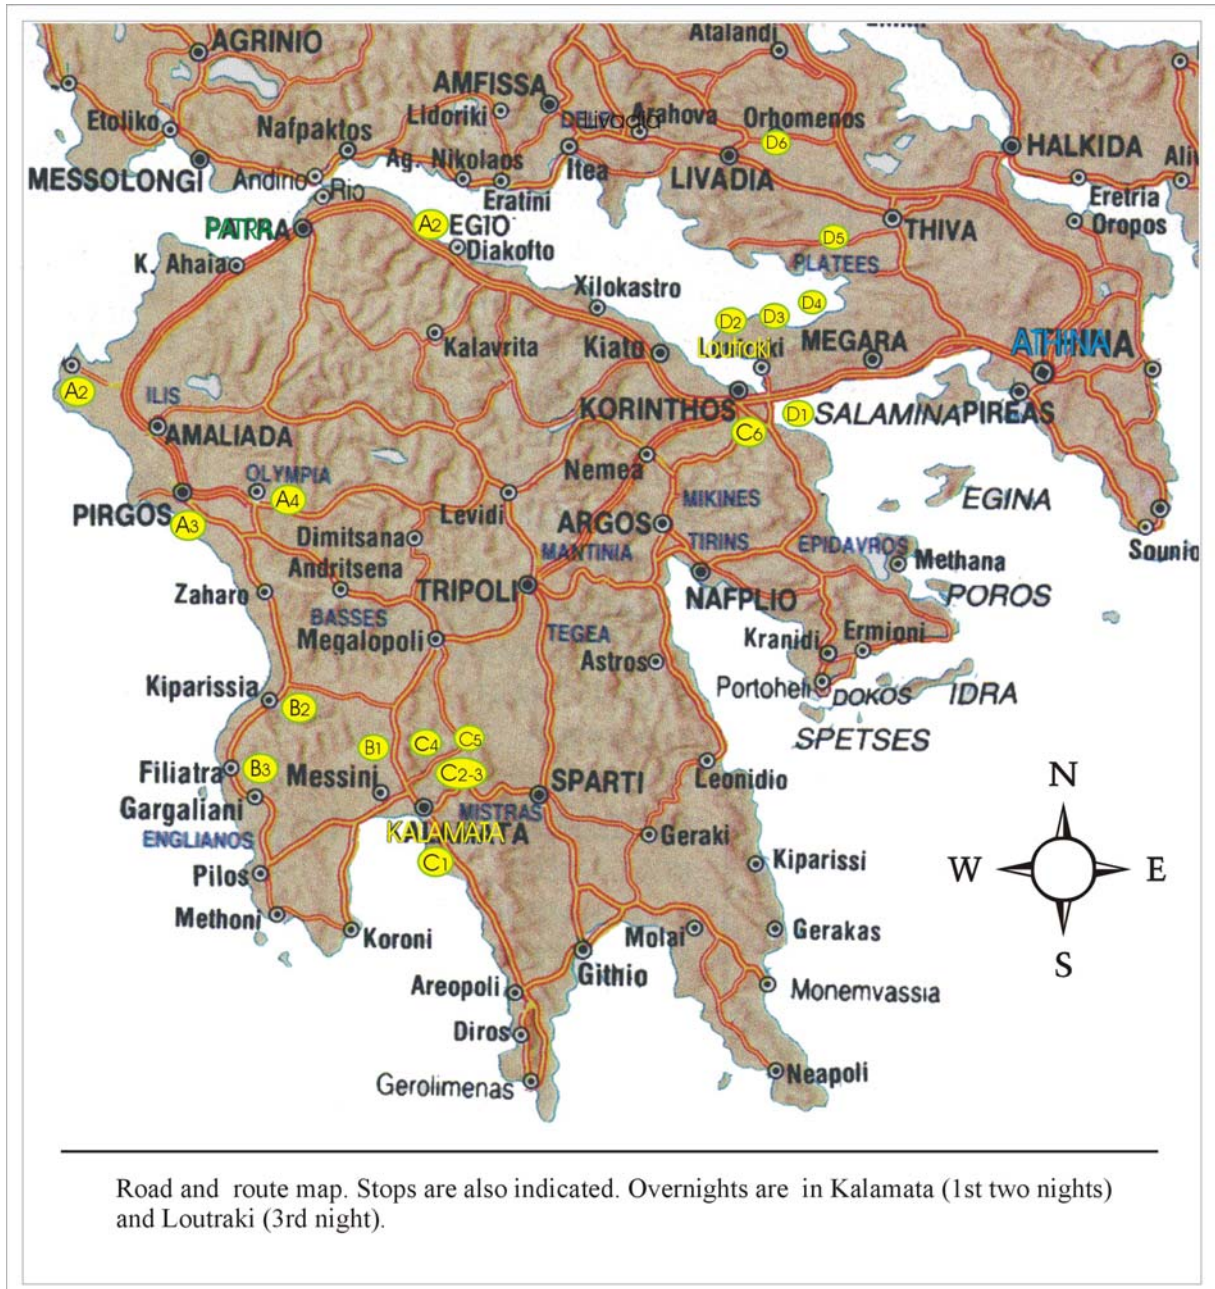 Atalandi
AGRINIO
AMFISSA
Lidoriki
Arahova
Orhomenos
Etoliko
Nafpaktos
D6
HALKIDA
Ag. Nikolaos
Itea
LIVADIA
MESSOLONGI
Andirio
Rio
Eratini
Eretria
Oropos
PATRA
A2
EGIO
Diakofto
THIVA
D5
PLATEES
K. Ahaia
Xilokastro
D2
D3
D4
Kalavrita
Kiato
Loutraki
MEGARA
ATHINA
A2
ILIS
KORINTHOS
D1
SALAMINA
PIREAS
AMALIADA
C6
Nemea
OLYMPIA
A4
MIKINES
EGINA
PIRGOS
A3
Levidi
ARGOS
Dimitsana
MANTINIA
TIRINS
EPIDAVROS
Methana
Sounio
Andritsena
Zaharo
TRIPOLI
NAFPLIO
POROS
BASSES
Megalopoli
TEGEA
Kranidi
Ermioni
Astros
Kiparissia
Portoheli
DOKOS
IDRA
B2
SPETSES
B1
C4
C5
Filiatra
B3
Messini
C2-3
SPARTI
Leonidio
N
Gargaliani
MISTRAS
ENGLIANOS
KALAMATA
Geraki
C1
Kiparissi
W
E
Pilos
Methoni
Koroni
Molai
Gerakas
S
Githio
Areopoli
Monemvassia
Diros
Gerolimenas
Neapoli
Road and route map. Stops are also indicated. Overnights are in Kalamata (1st two nights)
and Loutraki (3rd night).